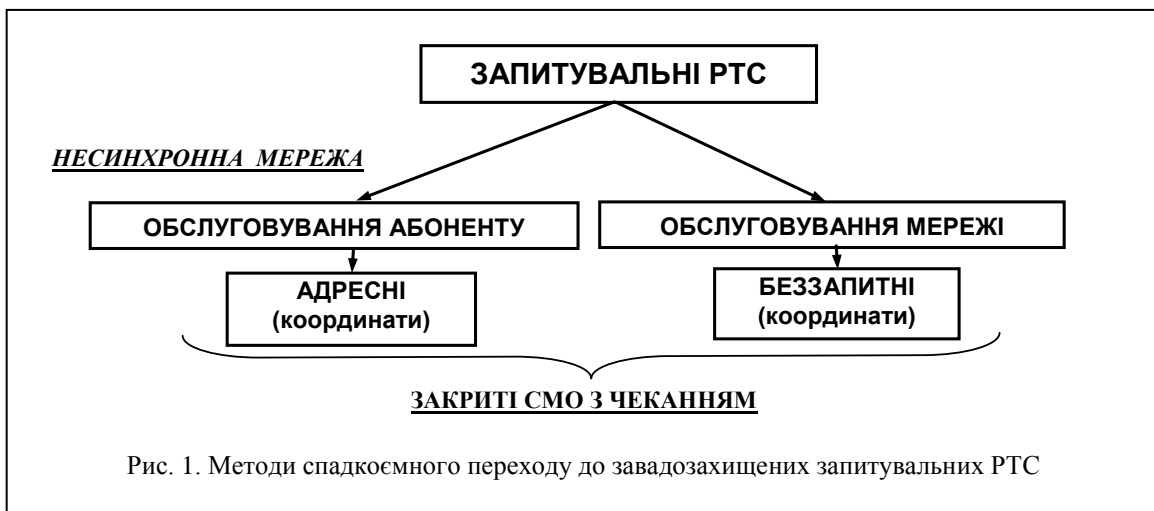 ЗАПИТУВАЛЬНІ РТС
НЕСИНХРОННА МЕРЕЖА
ОБСЛУГОВУВАННЯ АБОНЕНТУ
ОБСЛУГОВУВАННЯ МЕРЕЖІ
АДРЕСНІ
(координати)
БЕЗЗАПИТНІ
(координати)
ЗАКРИТІ СМО З ЧЕКАННЯМ
Рис. 1. Методи спадкоємного переходу до завадозахищених запитувальних РТС